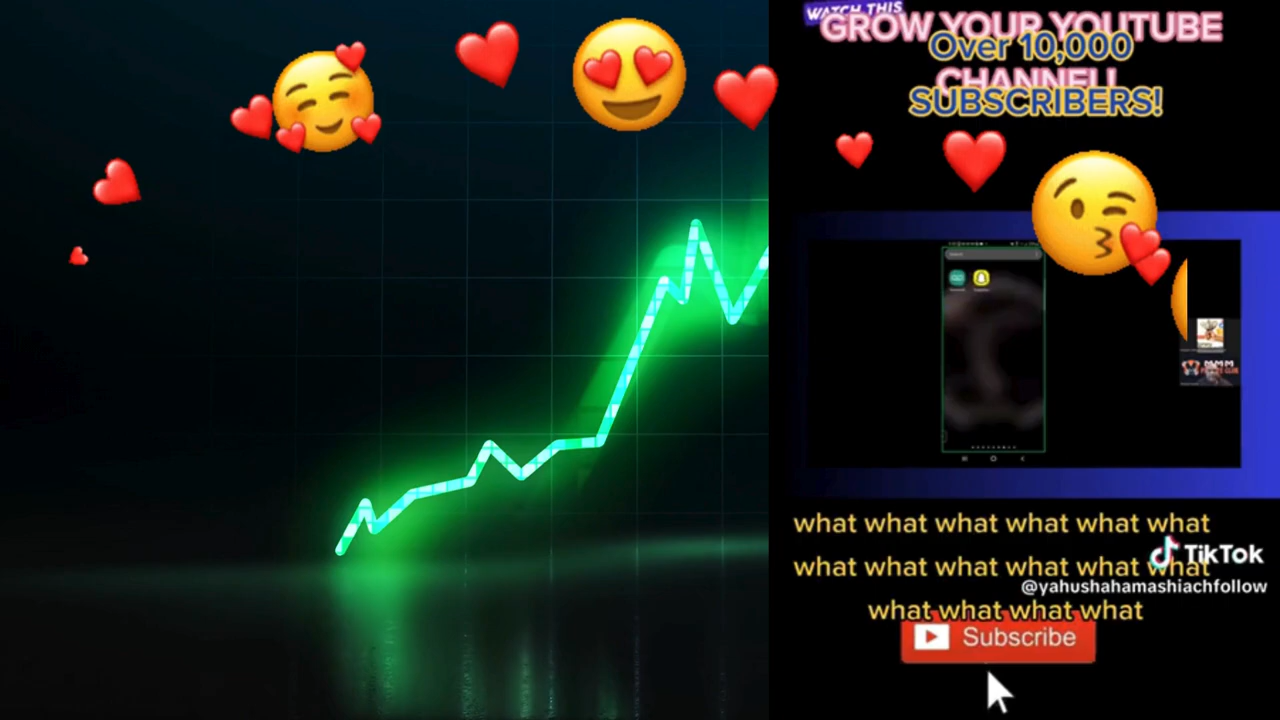 WATCH THIS
GROW YOUR YOUTUBE
Over 10,000
CHANNEL!
SUBSCRIBERS!
what what what what what what
what what what what what what
TikTok
@yahushahamashiachfollow
what what what what
Subscribe